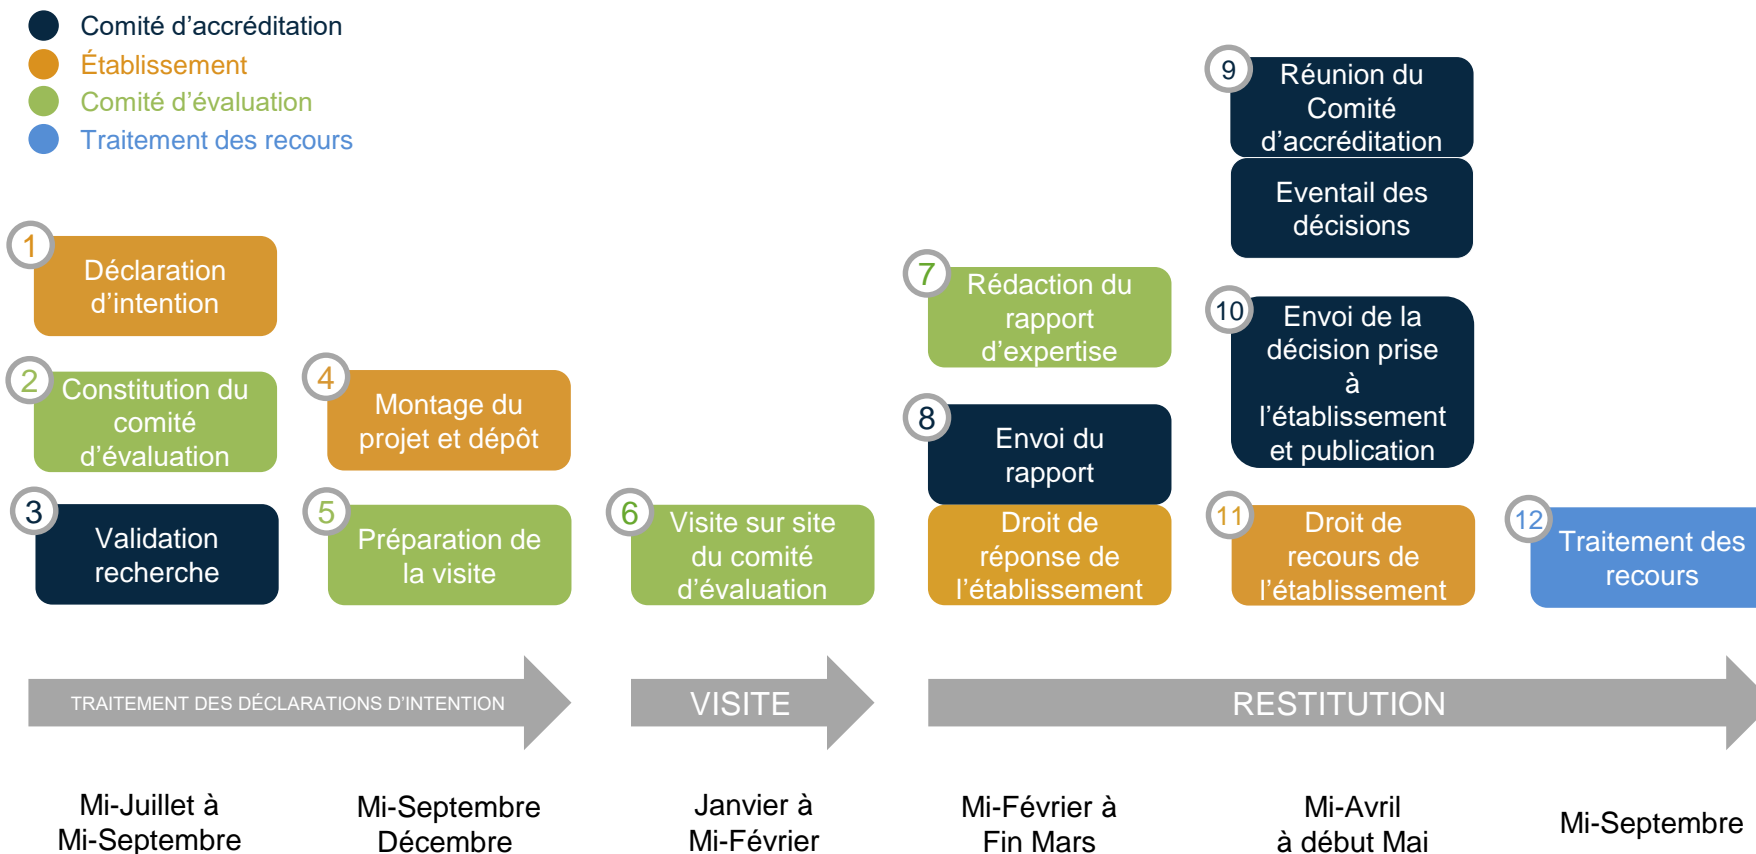 Comité d'accréditation
Établissement
Comité d'évaluation
Traitement des recours
1
Déclaration
d'intention
2
Constitution du
comité
d'évaluation
3
Validation
recherche
4
Montage du
projet et dépôt
5
Préparation de
la visite
6
Visite sur site
du comité
d'évaluation
7
Rédaction du
rapport
d'expertise
8
Envoi du
rapport
Droit de
réponse de
l'établissement
9
Réunion du
Comité
d'accréditation
Eventail des
décisions
10
Envoi de la
décision prise
à
l'établissement
et publication
11
Droit de
recours de
l'établissement
12
Traitement des
recours
TRAITEMENT DES DÉCLARATIONS D'INTENTION
VISITE
RESTITUTION
Mi-Juillet à
Mi-Septembre
Mi-Septembre
Décembre
Janvier à
Mi-Février
Mi-Février à
Fin Mars
Mi-Avril
à début Mai
Mi-Septembre